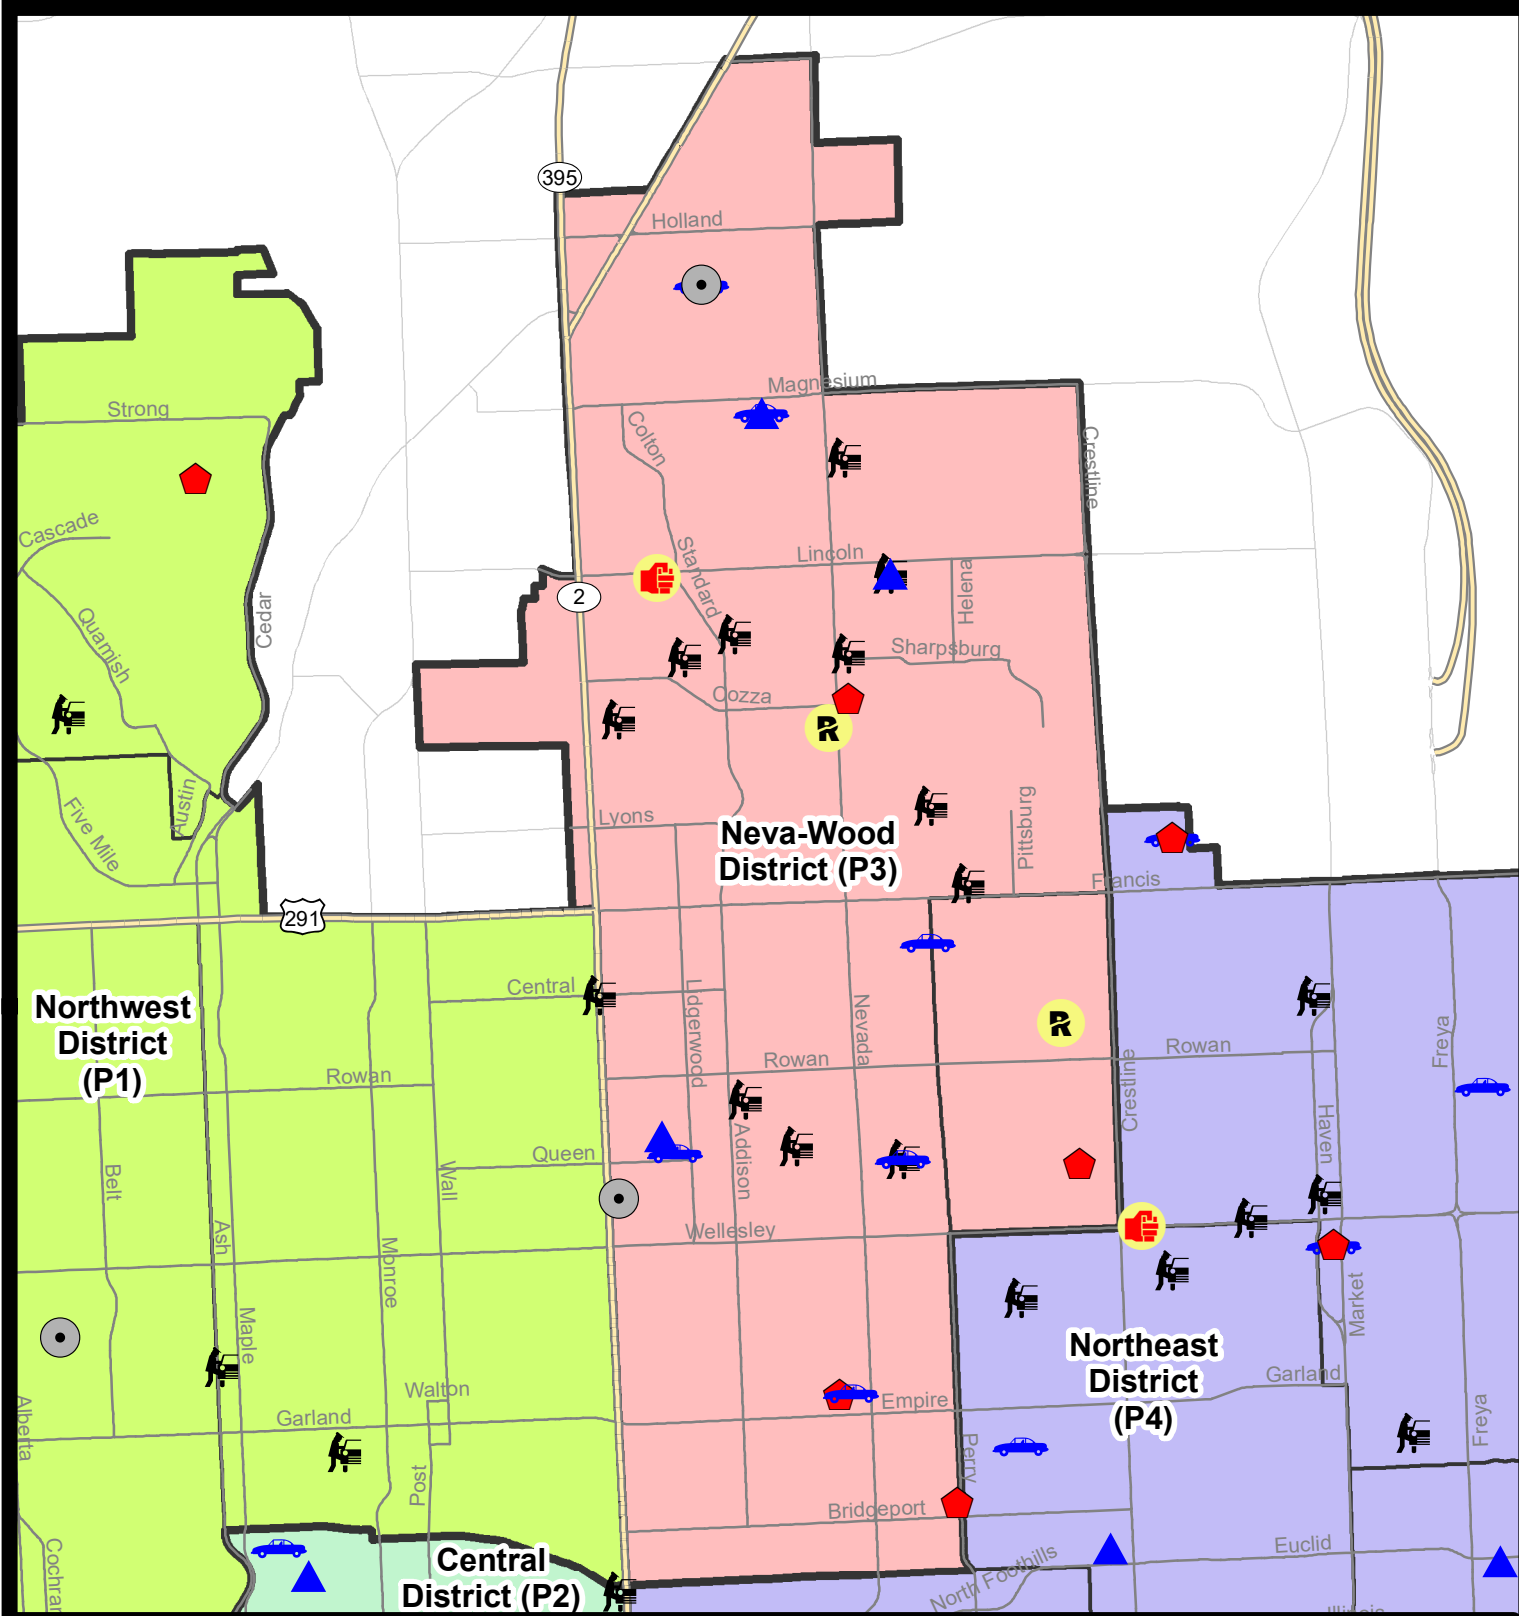 395
Holland
Magnesium
Strong
Colton
Crestline
Cascade
Lincoln
Standard
Helena
2
Cedar
Quamish
Sharpsburg
Cozza
Austin
Five Mile
Lyons
Pittsburg
Neva-Wood
District (P3)
Francis
291
Central
Northwest
District
(P1)
Lidgerwood
Nevada
Freya
Rowan
Rowan
Rowan
Crestline
Haven
Queen
Addison
Belt
Wall
Ash
Wellesley
Monroe
Market
Maple
Northeast
District
(P4)
Walton
Garland
Empire
Garland
Alberta
Freya
Perry
Post
Bridgeport
Euclid
Cochran
Central
District (P2)
North Foothills